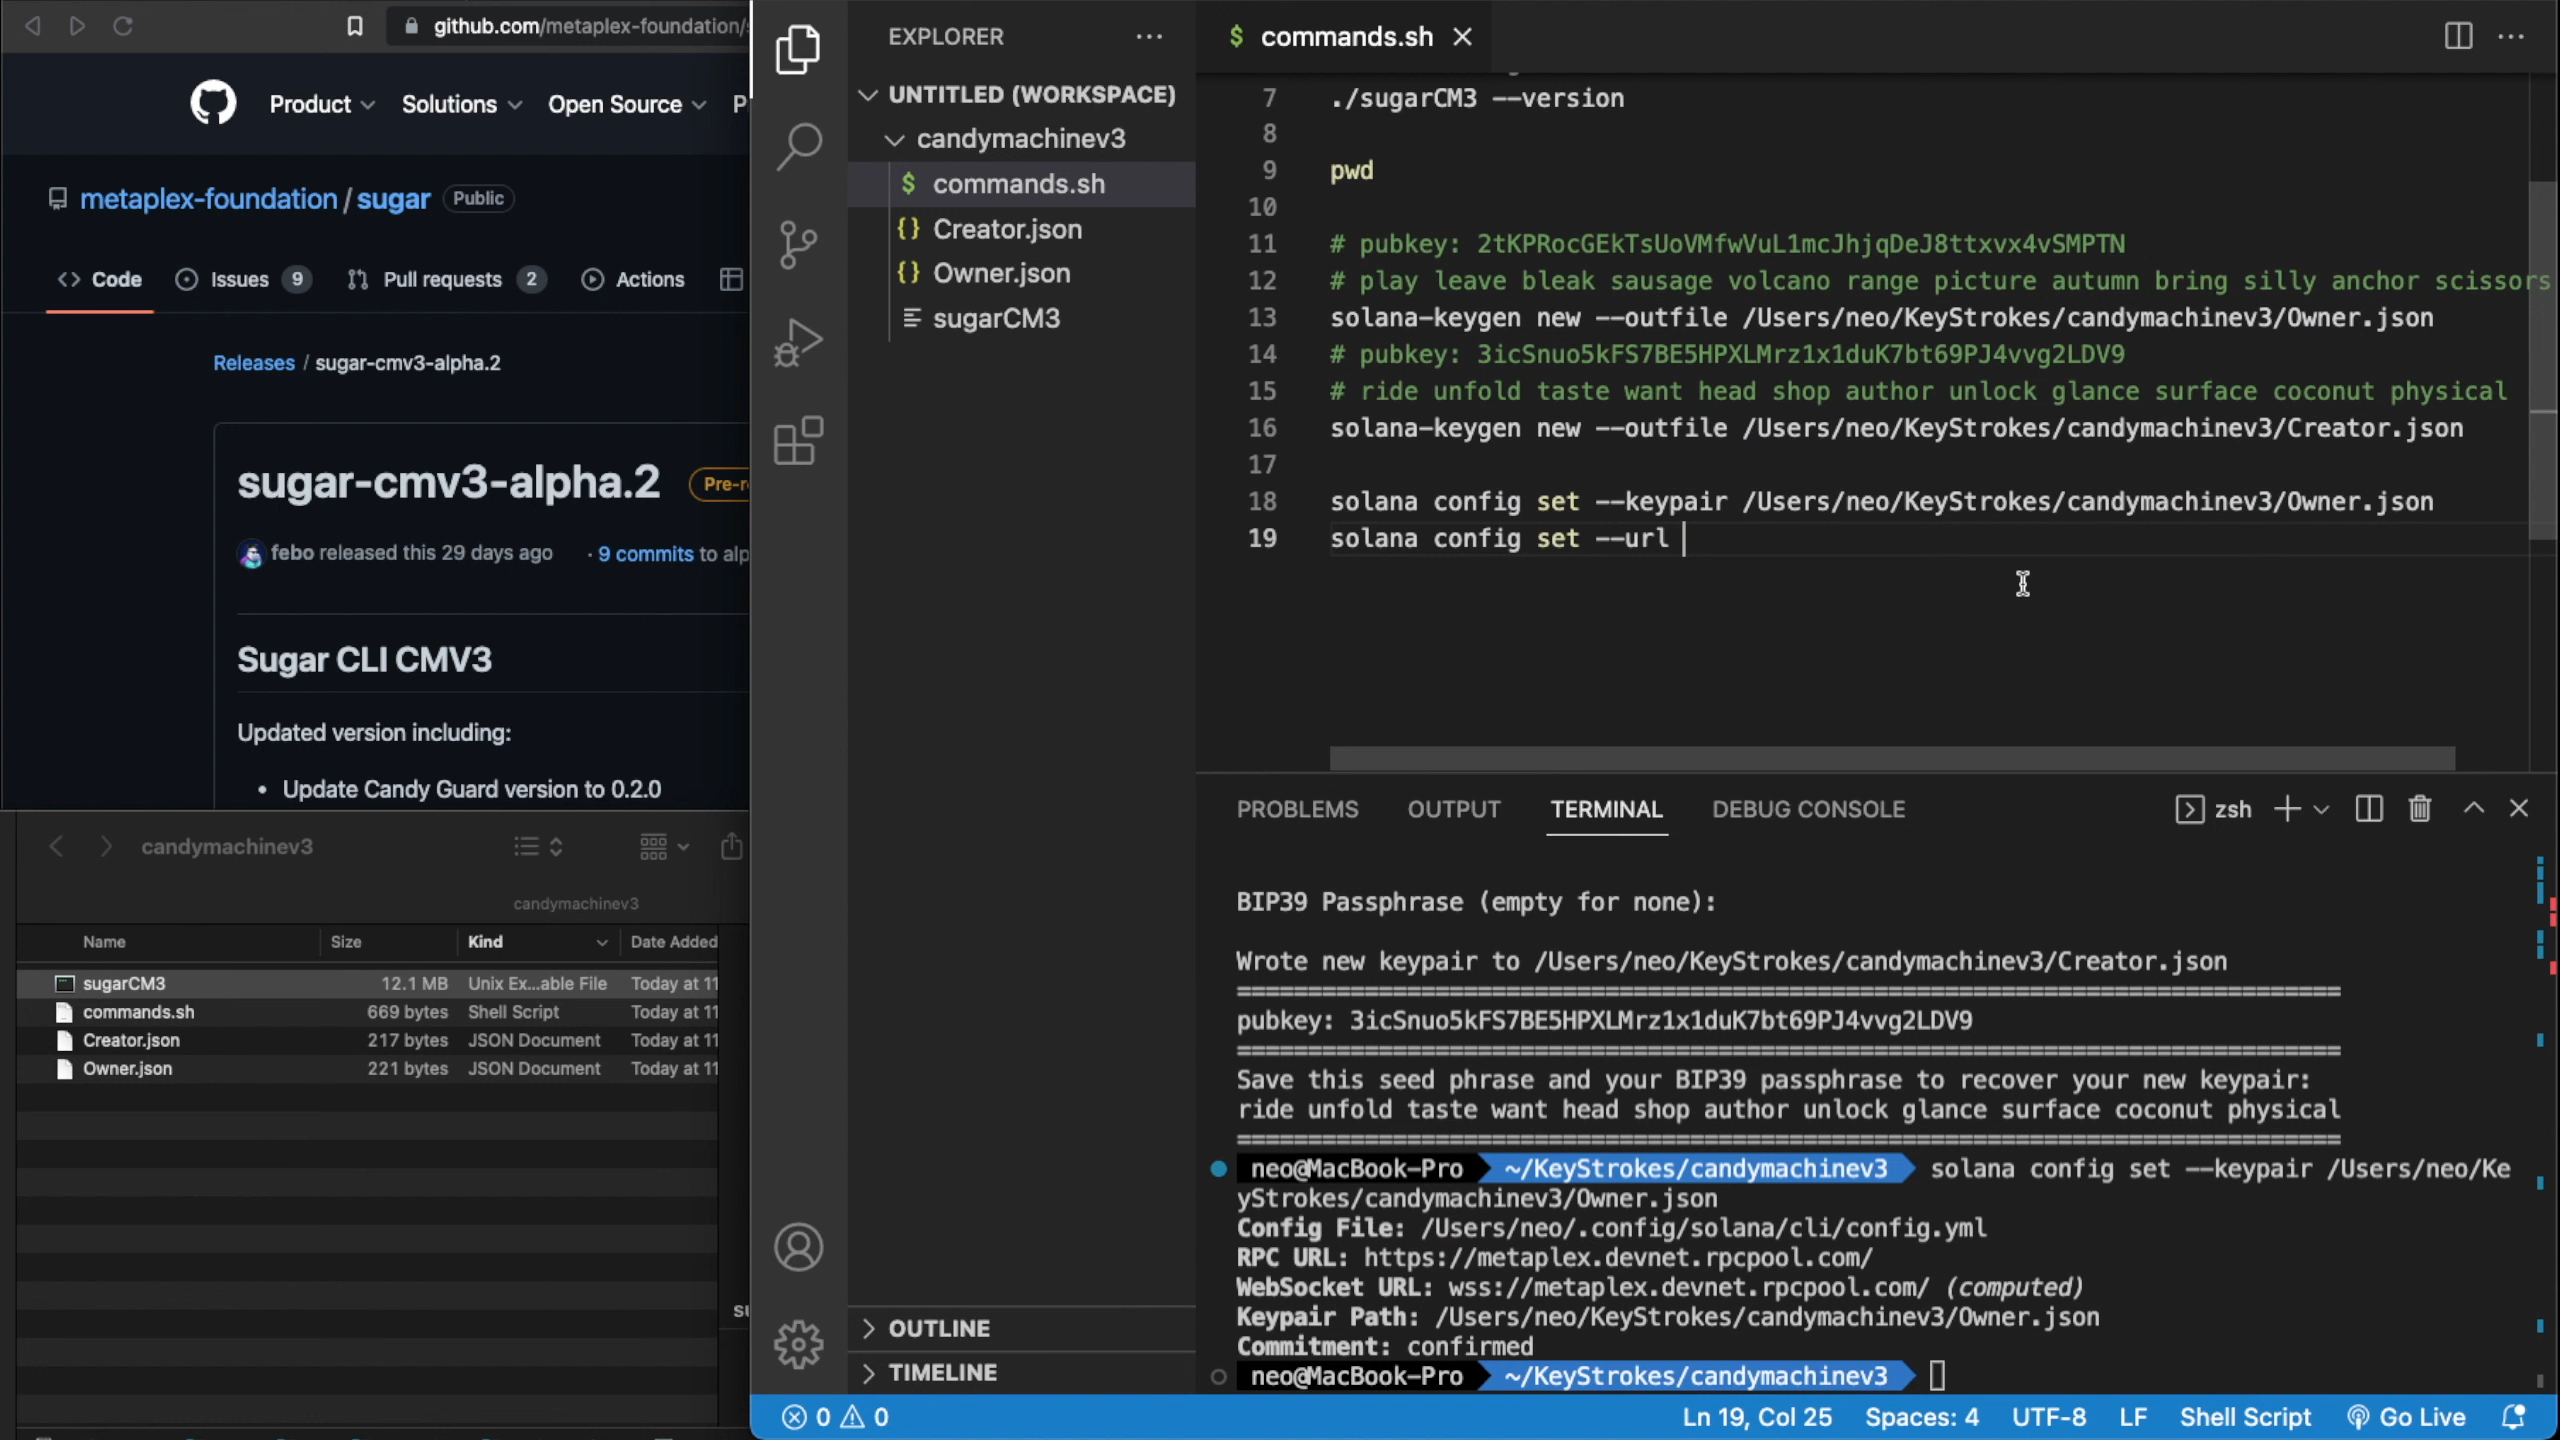 github.com/metaplex-foundation/s
Product
Solutions
Open Source
P
metaplex-foundation / sugar
Public
<> Code
Issues 9
Pull requests 2
Actions
Releases / sugar-cmv3-alpha.2
sugar-cmv3-alpha.2
Pre-r
febo released this 29 days ago
· 9 commits to alp
Sugar CLI CMV3
Updated version including:
• Update Candy Guard version to 0.2.0
candymachinev3
candymachinev3
Name Size Kind Date Added
sugarCM3 12.1 MB Unix Ex...able File Today at 11
commands.sh 669 bytes Shell Script Today at 11
Creator.json 217 bytes JSON Document Today at 11
Owner.json 221 bytes JSON Document Today at 11
su
EXPLORER
UNTITLED (WORKSPACE)
candymachinev3
$ commands.sh
{} Creator.json
{} Owner.json
sugarCM3
OUTLINE
TIMELINE
$ commands.sh
7 ./sugarCM3 --version
8
9 pwd
10
11 # pubkey: 2tKPRocGEkTsUoVMfwVuL1mcJhjqDeJ8ttxvx4vSMPTN
12 # play leave bleak sausage volcano range picture autumn bring silly anchor scissors
13 solana-keygen new --outfile /Users/neo/KeyStrokes/candymachinev3/Owner.json
14 # pubkey: 3icSnuo5kFS7BE5HPXLMrz1x1duK7bt69PJ4vvg2LDV9
15 # ride unfold taste want head shop author unlock glance surface coconut physical
16 solana-keygen new --outfile /Users/neo/KeyStrokes/candymachinev3/Creator.json
17
18 solana config set --keypair /Users/neo/KeyStrokes/candymachinev3/Owner.json
19 solana config set --url
PROBLEMS OUTPUT TERMINAL DEBUG CONSOLE
zsh
BIP39 Passphrase (empty for none):
Wrote new keypair to /Users/neo/KeyStrokes/candymachinev3/Creator.json
==============================================================================
pubkey: 3icSnuo5kFS7BE5HPXLMrz1x1duK7bt69PJ4vvg2LDV9
==============================================================================
Save this seed phrase and your BIP39 passphrase to recover your new keypair:
ride unfold taste want head shop author unlock glance surface coconut physical
==============================================================================
neo@MacBook-Pro ~/KeyStrokes/candymachinev3 solana config set --keypair /Users/neo/Ke
yStrokes/candymachinev3/Owner.json
Config File: /Users/neo/.config/solana/cli/config.yml
RPC URL: https://metaplex.devnet.rpcpool.com/
WebSocket URL: wss://metaplex.devnet.rpcpool.com/ (computed)
Keypair Path: /Users/neo/KeyStrokes/candymachinev3/Owner.json
Commitment: confirmed
neo@MacBook-Pro ~/KeyStrokes/candymachinev3
0 0
Ln 19, Col 25 Spaces: 4 UTF-8 LF Shell Script Go Live